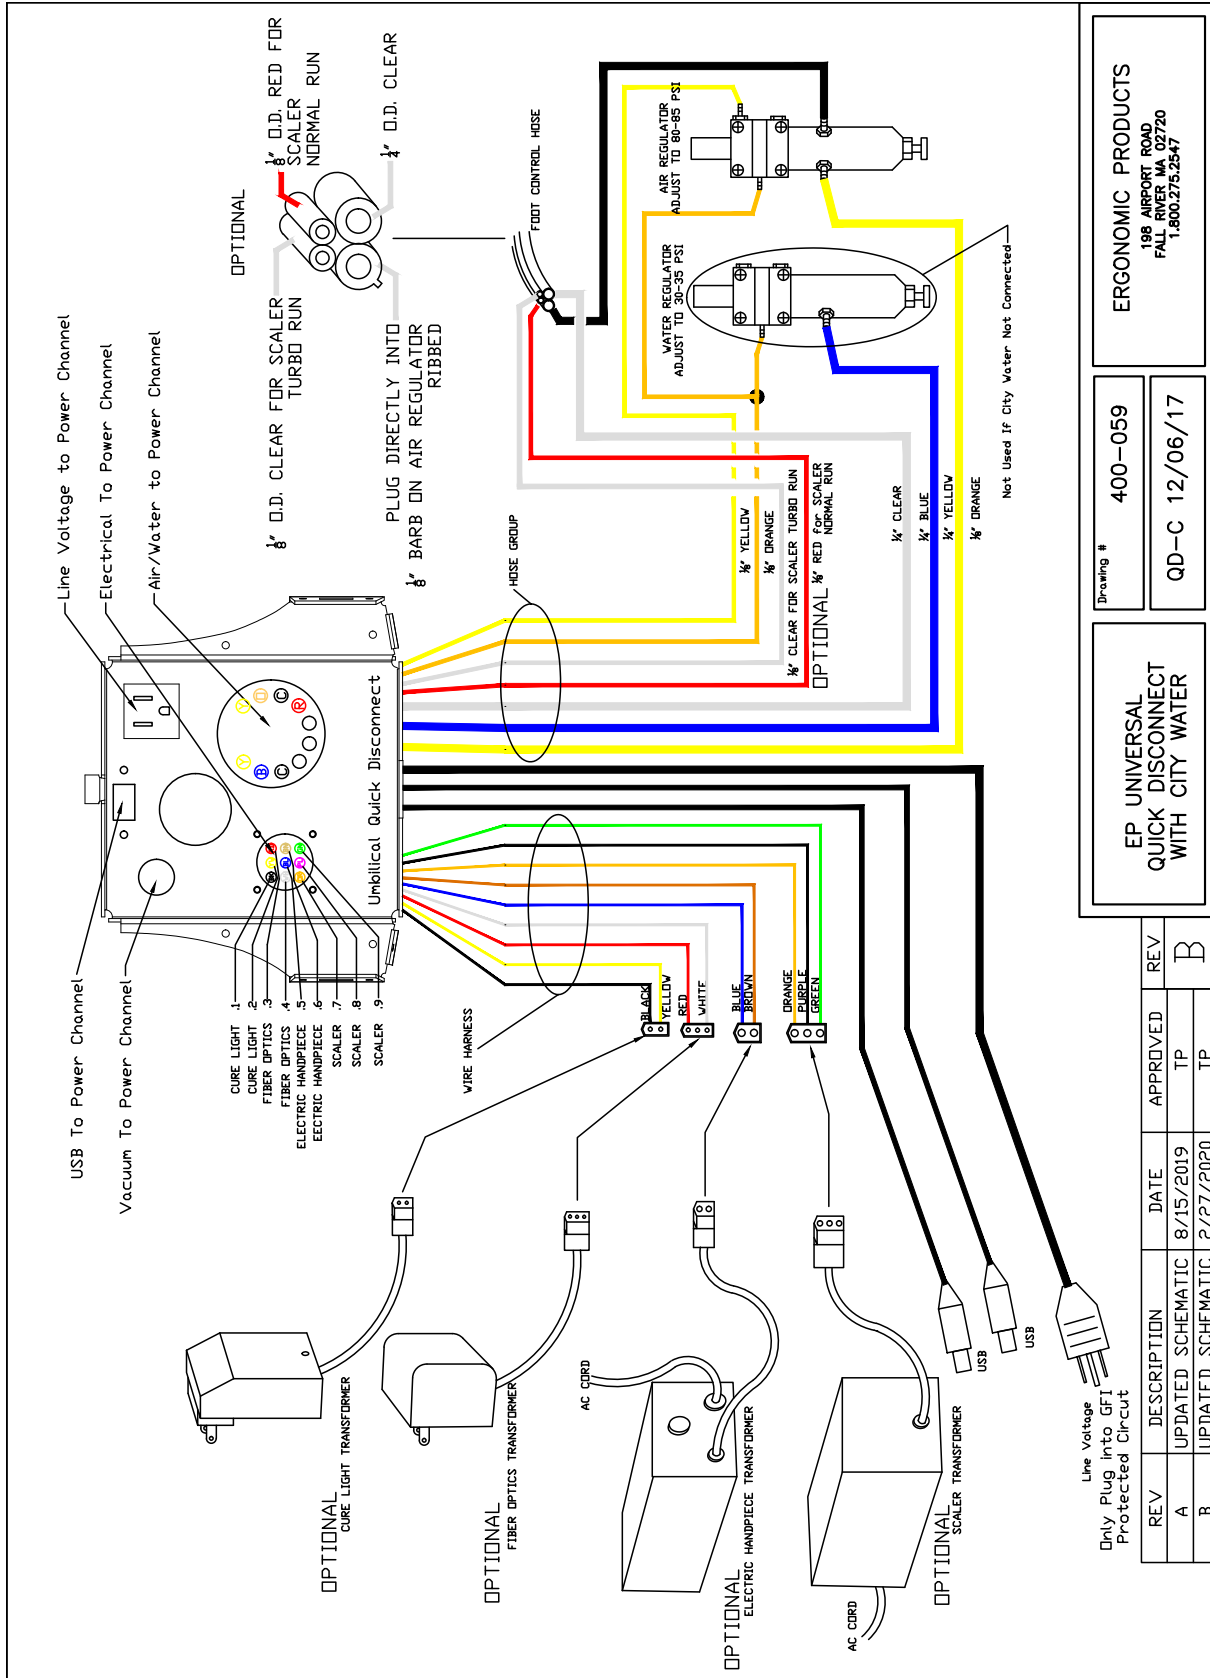 USB To Power Channel
Vacuum To Power Channel
Line Voltage to Power Channel
Electrical To Power Channel
Air/Water to Power Channel
Umbilical Quick Disconnect
Y
O
C
R
Y
B
C
CURE LIGHT .1
CURE LIGHT .2
FIBER OPTICS .3
FIBER OPTICS .4
ELECTRIC HANDPIECE .5
EECTRIC HANDPIECE .6
SCALER .7
SCALER .8
SCALER .9
WIRE HARNESS
HOSE GROUP
OPTIONAL
1/8" O.D. RED FOR
SCALER
NORMAL RUN
1/4" O.D. CLEAR
1/8" O.D. CLEAR FOR SCALER
TURBO RUN
PLUG DIRECTLY INTO
1/8" BARB ON AIR REGULATOR
RIBBED
FOOT CONTROL HOSE
AIR REGULATOR
ADJUST TO 80-85 PSI
WATER REGULATOR
ADJUST TO 30-35 PSI
Not Used If City Water Not Connected
1/8" YELLOW
1/8" ORANGE
1/8" CLEAR FOR SCALER TURBO RUN
OPTIONAL
1/8" RED for SCALER
NORMAL RUN
1/4" CLEAR
1/4" BLUE
1/4" YELLOW
1/8" ORANGE
BLACK
YELLOW
RED
WHITE
BLUE
BROWN
ORANGE
PURPLE
GREEN
OPTIONAL
CURE LIGHT TRANSFORMER
OPTIONAL
FIBER OPTICS TRANSFORMER
AC CORD
OPTIONAL
ELECTRIC HANDPIECE TRANSFORMER
AC CORD
OPTIONAL
SCALER TRANSFORMER
USB
USB
Line Voltage
Only Plug into GFI
Protected Circut
REV DESCRIPTION DATE APPROVED REV
A UPDATED SCHEMATIC 8/15/2019 TP B
B UPDATED SCHEMATIC 2/27/2020 TP
EP UNIVERSAL
QUICK DISCONNECT
WITH CITY WATER
Drawing #
400-059
QD-C 12/06/17
ERGONOMIC PRODUCTS
198 AIRPORT ROAD
FALL RIVER MA 02720
1.800.275.2547